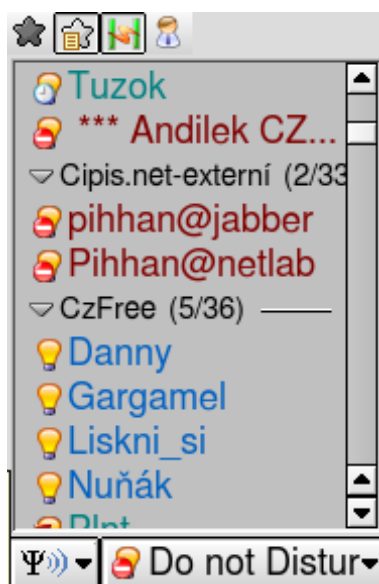 Tuzok
*** Andilek CZ...
Cipis.net-externí (2/33
pihhan@jabber
Pihhan@netlab
CzFree (5/36)
Danny
Gargamel
Liskni_si
Nuňák
Ψ Do not Distur